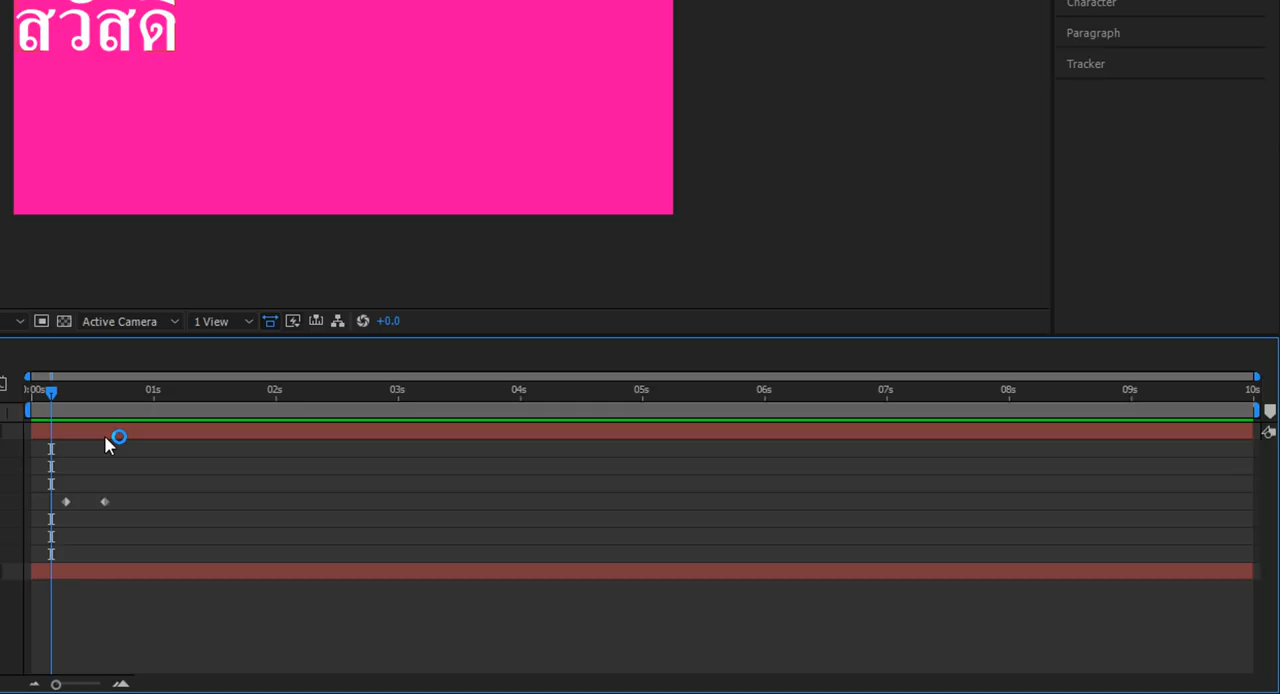 Character
สวัสดี
Paragraph
Tracker
Active Camera
1 View
+0.0
:00s 01s 02s 03s 04s 05s 06s 07s 08s 09s 10s